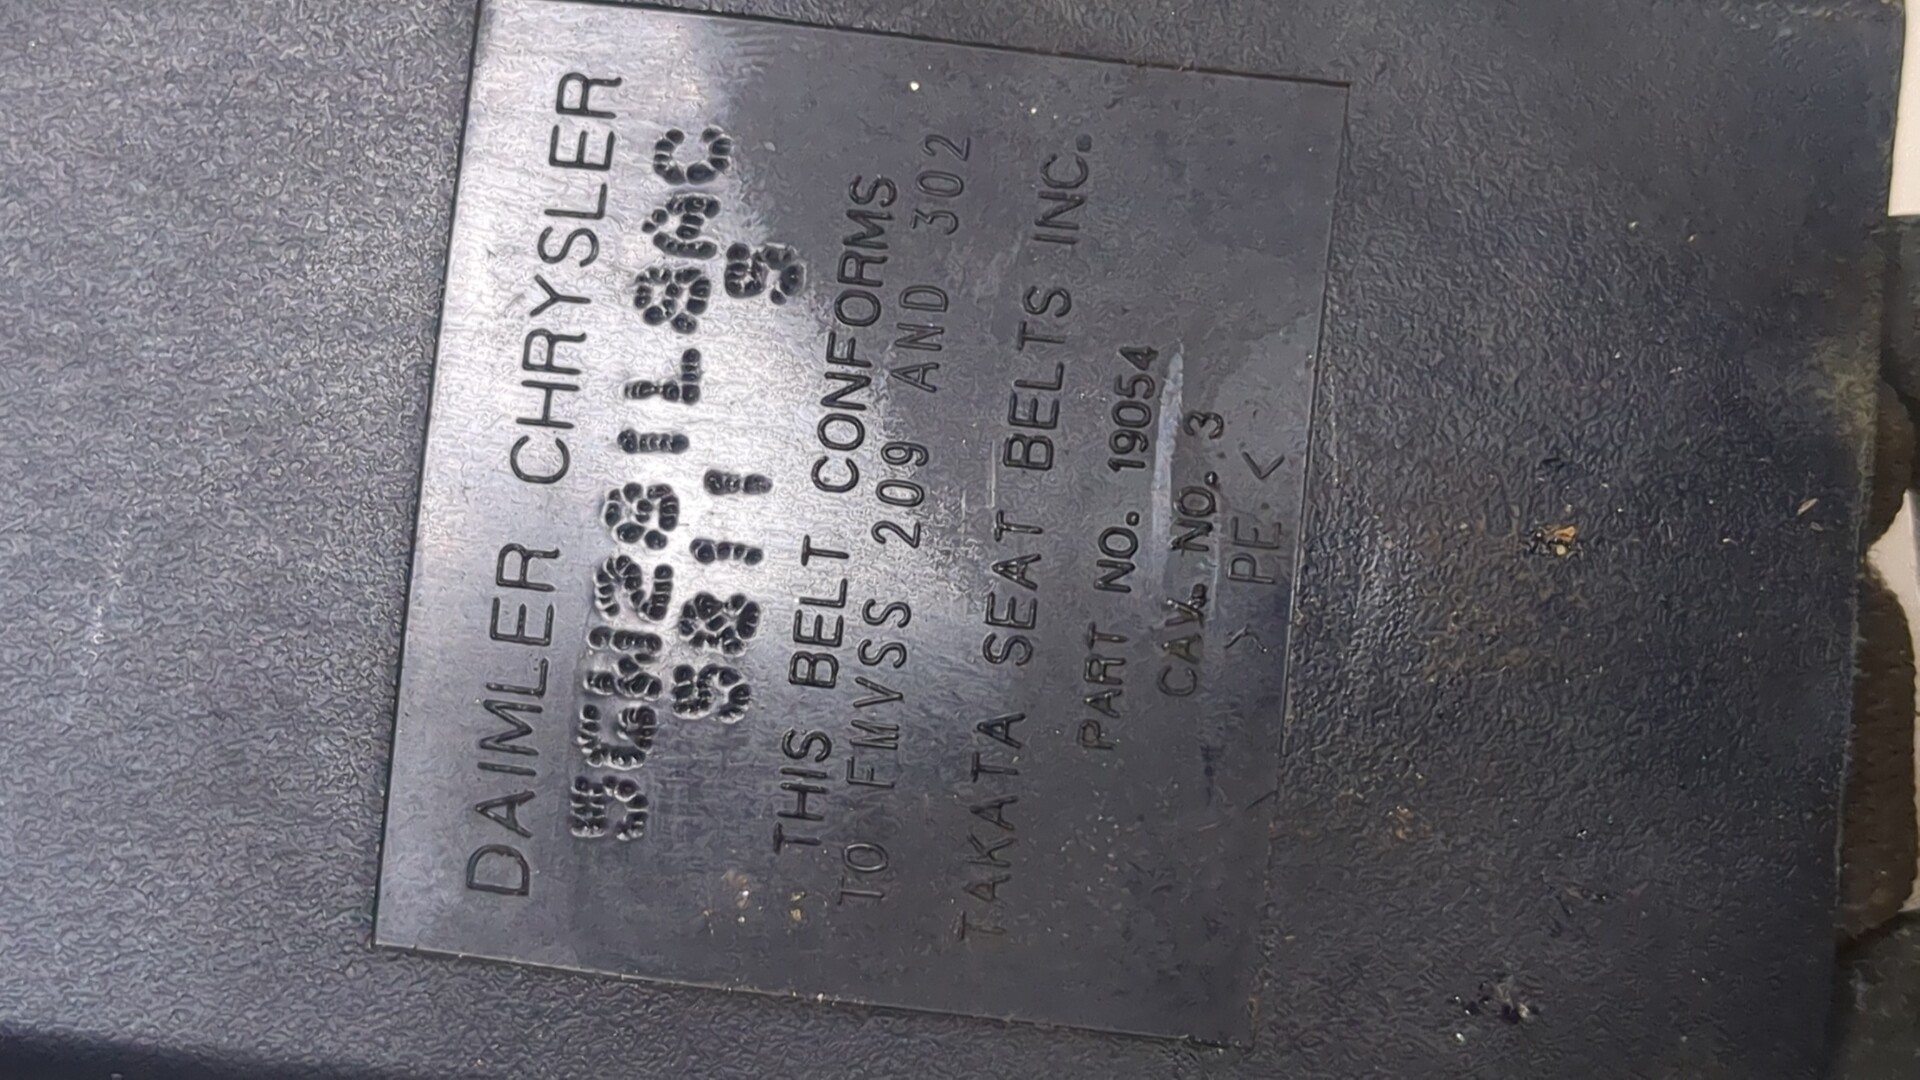 DAIMLER CHRYSLER
THIS BELT CONFORMS
TO FMVSS 209 AND 302
TAKATA SEAT BELTS INC.
PART NO. 19054
CAV. NO. 3
> PE <